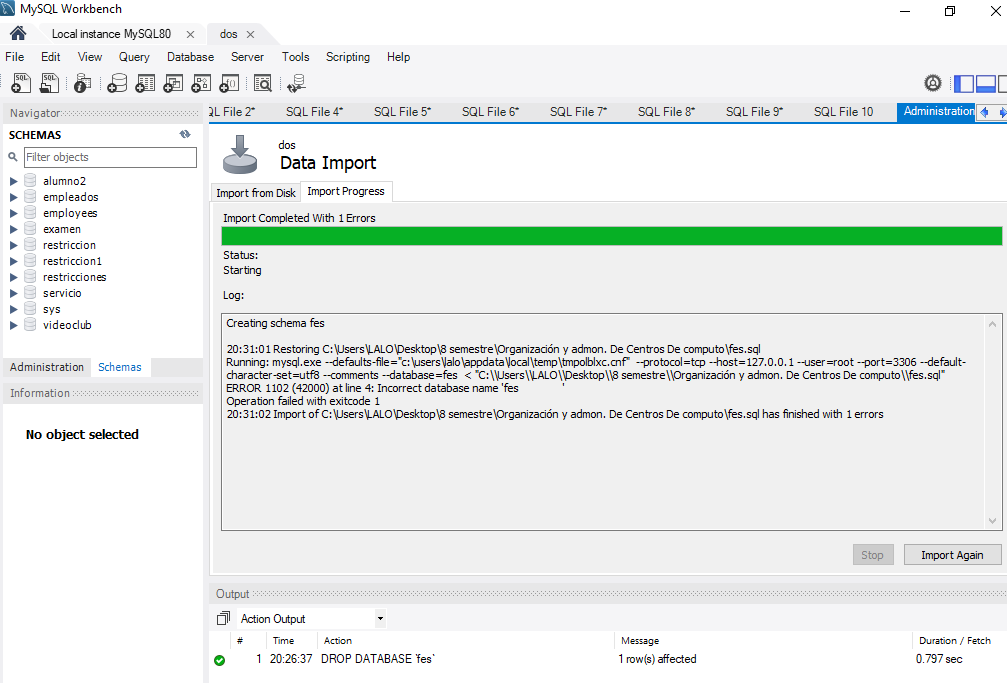 MySQL Workbench
Local instance MySQL80
dos
File Edit View Query Database Server Tools Scripting Help
Navigator
SCHEMAS
Filter objects
alumno2
empleados
employees
examen
restriccion
restriccion1
restricciones
servicio
sys
videoclub
Administration Schemas
Information
No object selected
QL File 2* SQL File 4* SQL File 5* SQL File 6* SQL File 7* SQL File 8* SQL File 9* SQL File 10 Administration
dos
Data Import
Import from Disk Import Progress
Import Completed With 1 Errors
Status:
Starting
Log:
Creating schema fes
20:31:01 Restoring C:\Users\LALO\Desktop\8 semestre\Organización y admon. De Centros De computo\fes.sql
Running: mysql.exe --defaults-file="c:\users\lalo\appdata\local\temp\tmpolblxc.cnf" --protocol=tcp --host=127.0.0.1 --user=root --port=3306 --default-
character-set=utf8 --comments --database=fes < "C:\\Users\\LALO\\Desktop\\8 semestre\\Organización y admon. De Centros De computo\\fes.sql"
ERROR 1102 (42000) at line 4: Incorrect database name 'fes '
Operation failed with exitcode 1
20:31:02 Import of C:\Users\LALO\Desktop\8 semestre\Organización y admon. De Centros De computo\fes.sql has finished with 1 errors
Stop Import Again
Output
Action Output
# Time Action Message Duration / Fetch
1 20:26:37 DROP DATABASE `fes` 1 row(s) affected 0.797 sec